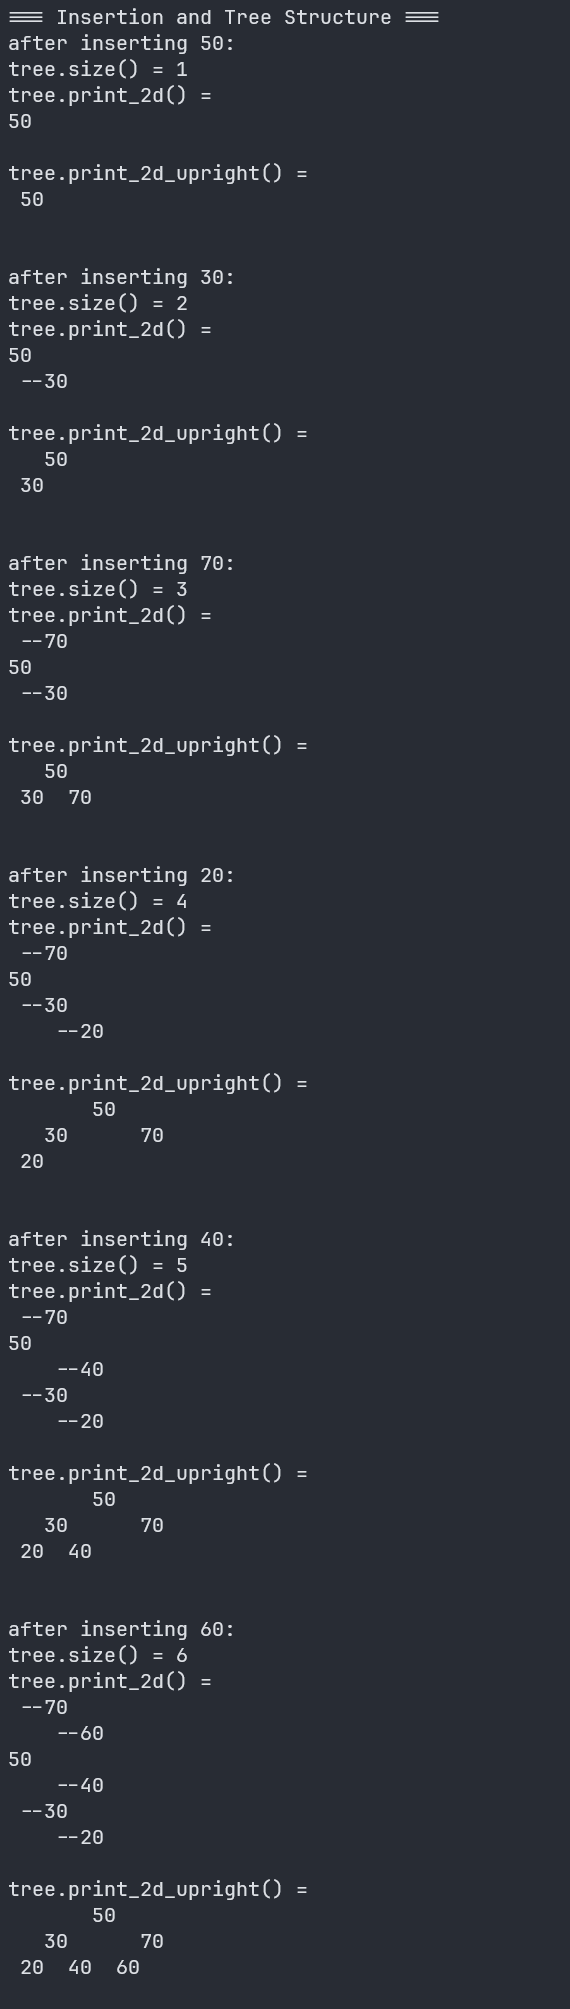 === Insertion and Tree Structure ===
after inserting 50:
tree.size() = 1
tree.print_2d() =
50

tree.print_2d_upright() =
 50


after inserting 30:
tree.size() = 2
tree.print_2d() =
50
 --30

tree.print_2d_upright() =
   50
 30


after inserting 70:
tree.size() = 3
tree.print_2d() =
 --70
50
 --30

tree.print_2d_upright() =
   50
 30  70


after inserting 20:
tree.size() = 4
tree.print_2d() =
 --70
50
 --30
    --20

tree.print_2d_upright() =
       50
   30      70
 20


after inserting 40:
tree.size() = 5
tree.print_2d() =
 --70
50
    --40
 --30
    --20

tree.print_2d_upright() =
       50
   30      70
 20  40


after inserting 60:
tree.size() = 6
tree.print_2d() =
 --70
    --60
50
    --40
 --30
    --20

tree.print_2d_upright() =
       50
   30      70
 20  40  60